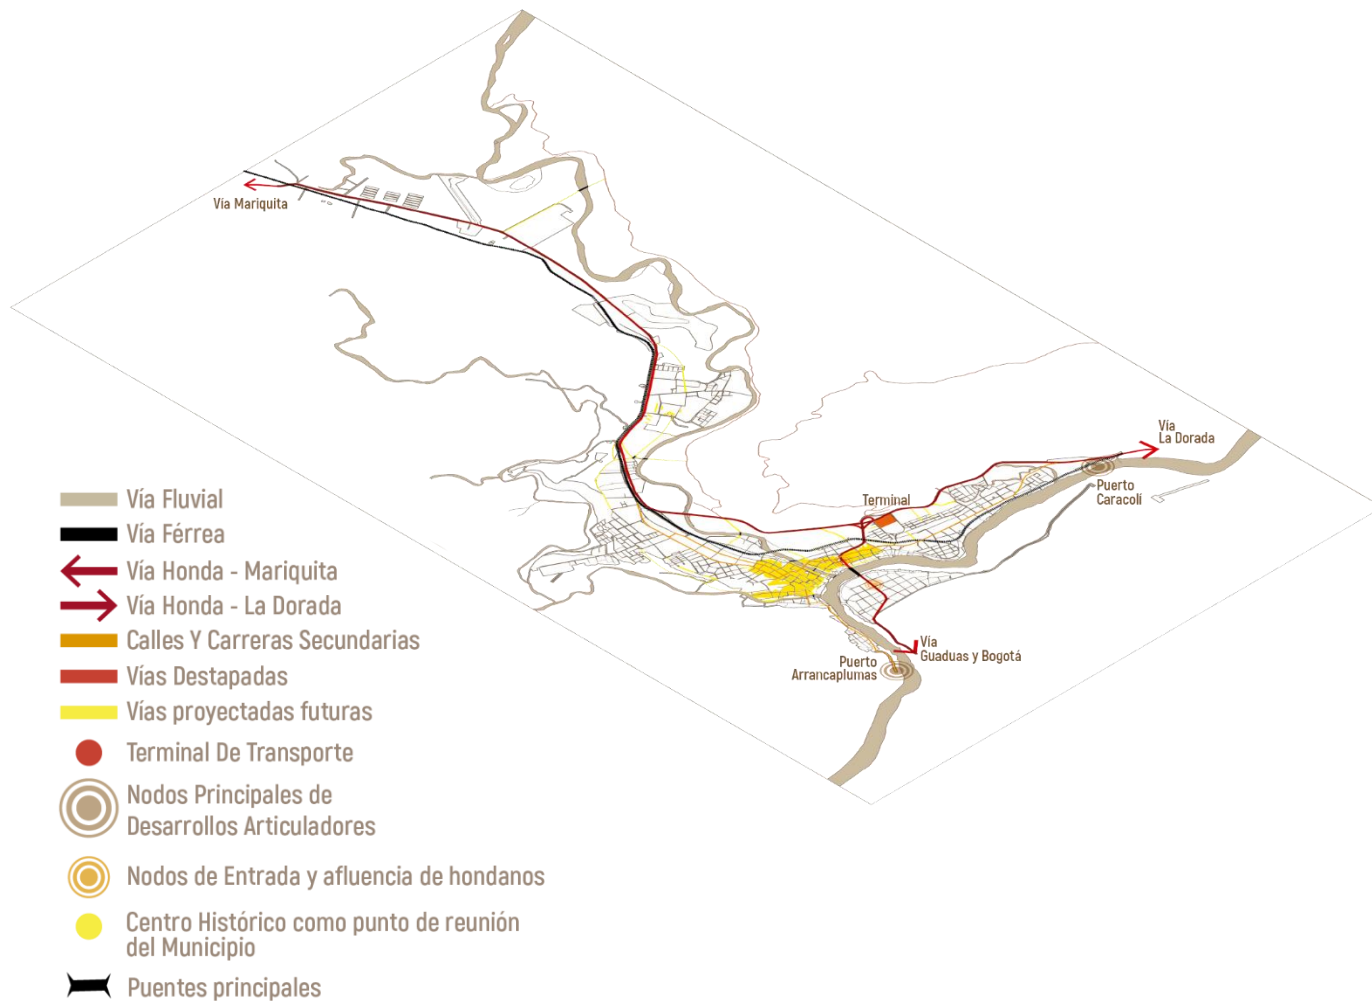 Vía Mariquita
Vía
La Dorada
Puerto
Caracolí
Terminal
Vía
Guaduas y Bogotá
Puerto
Arrancaplumas
Vía Fluvial
Vía Férrea
Vía Honda - Mariquita
Vía Honda - La Dorada
Calles Y Carreras Secundarias
Vías Destapadas
Vías proyectadas futuras
Terminal De Transporte
Nodos Principales de
Desarrollos Articuladores
Nodos de Entrada y afluencia de hondanos
Centro Histórico como punto de reunión
del Municipio
Puentes principales